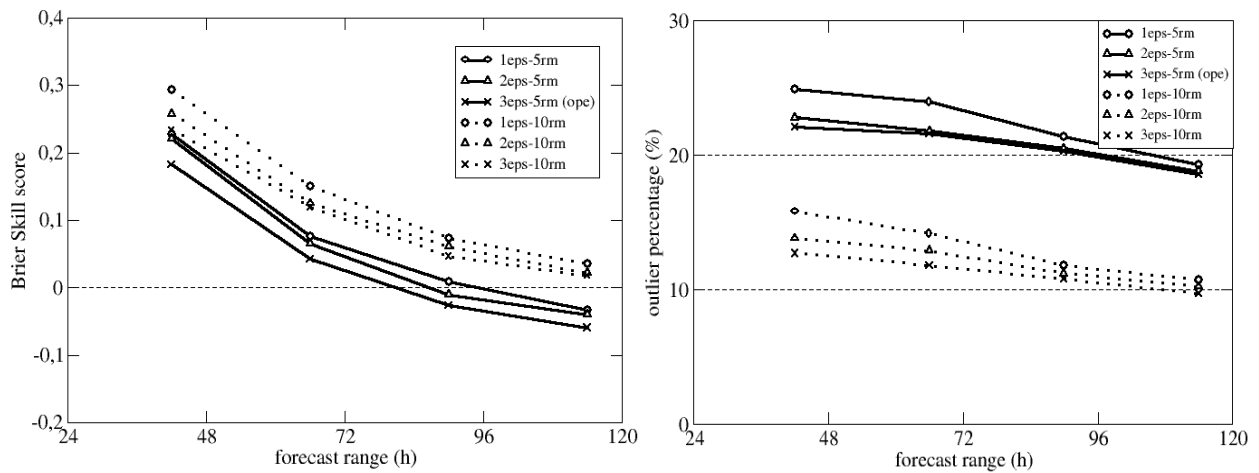 0,4
0,3
0,2
0,1
0
-0,1
-0,2
24
48
72
96
120
Brier Skill score
forecast range (h)
1eps-5rm
2eps-5rm
3eps-5rm (ope)
1eps-10rm
2eps-10rm
3eps-10rm
30
20
10
0
24
48
72
96
120
outlier percentage (%)
forecast range (h)
1eps-5rm
2eps-5rm
3eps-5rm (ope)
1eps-10rm
2eps-10rm
3eps-10rm